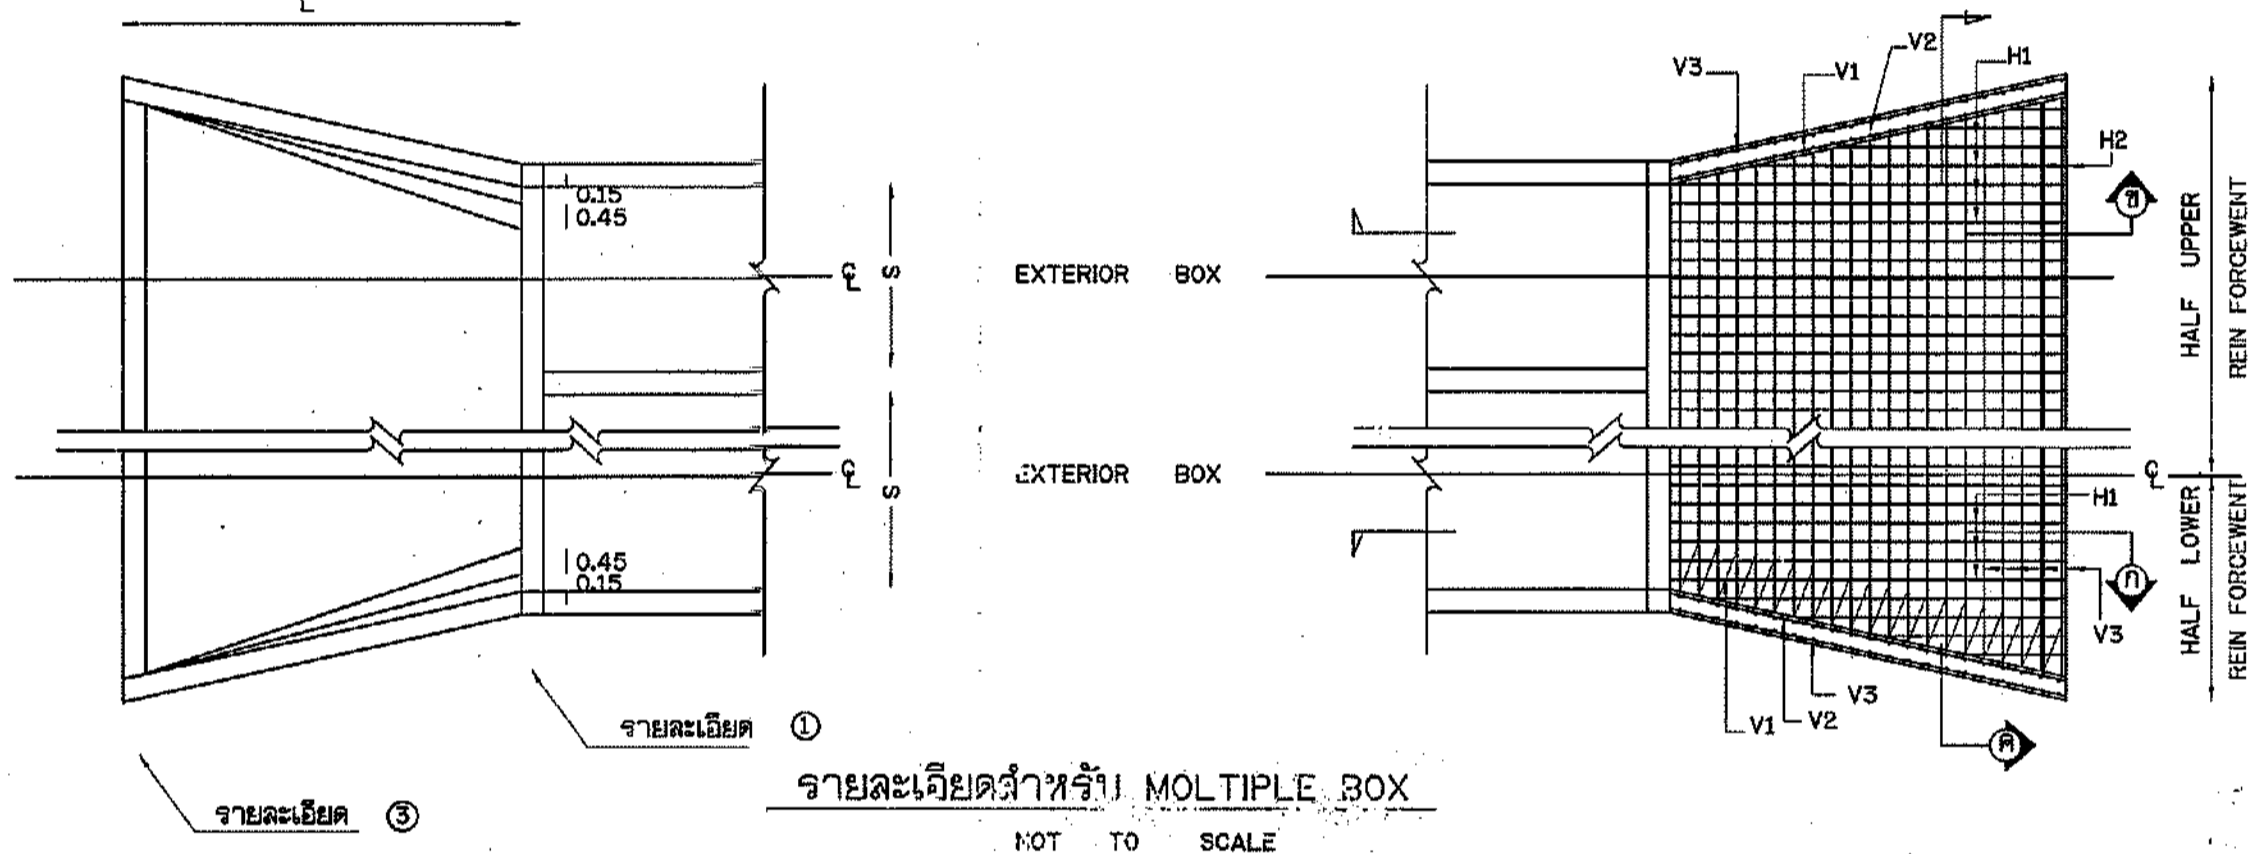 L
V3
V1
V2
H1
H2
0.15
0.45
S
ข
HALF UPPER
REIN FORCEWENT
℄
EXTERIOR BOX
℄
EXTERIOR BOX
℄
S
H1
0.45
0.15
ก
V3
HALF LOWER
REIN FORCEWENT
V3
V2
V1
ค
รายละเอียด ①
รายละเอียดสำหรับ MOLTIPLE BOX
รายละเอียด ③
NOT TO SCALE